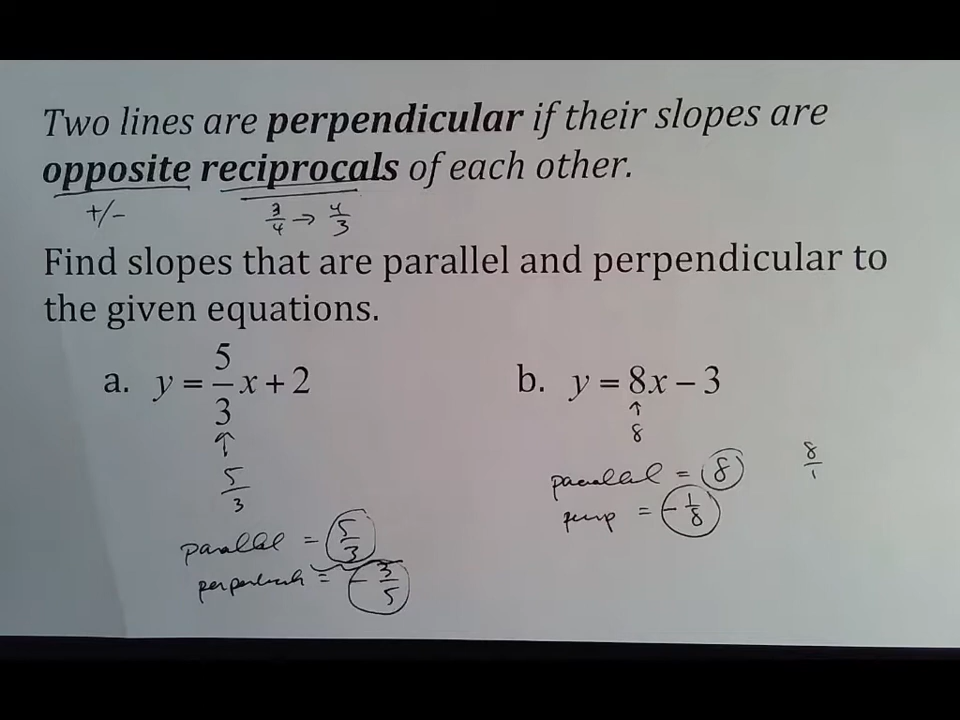 Two lines are perpendicular if their slopes are
opposite reciprocals of each other.
+/- 3/4 → 4/3
Find slopes that are parallel and perpendicular to
the given equations.
a. y = 5/3 x + 2
↑
5/3
parallel = 5/3
= -3/5
b. y = 8x - 3
↑
8
parallel = 8
perp = -1/8
8/1